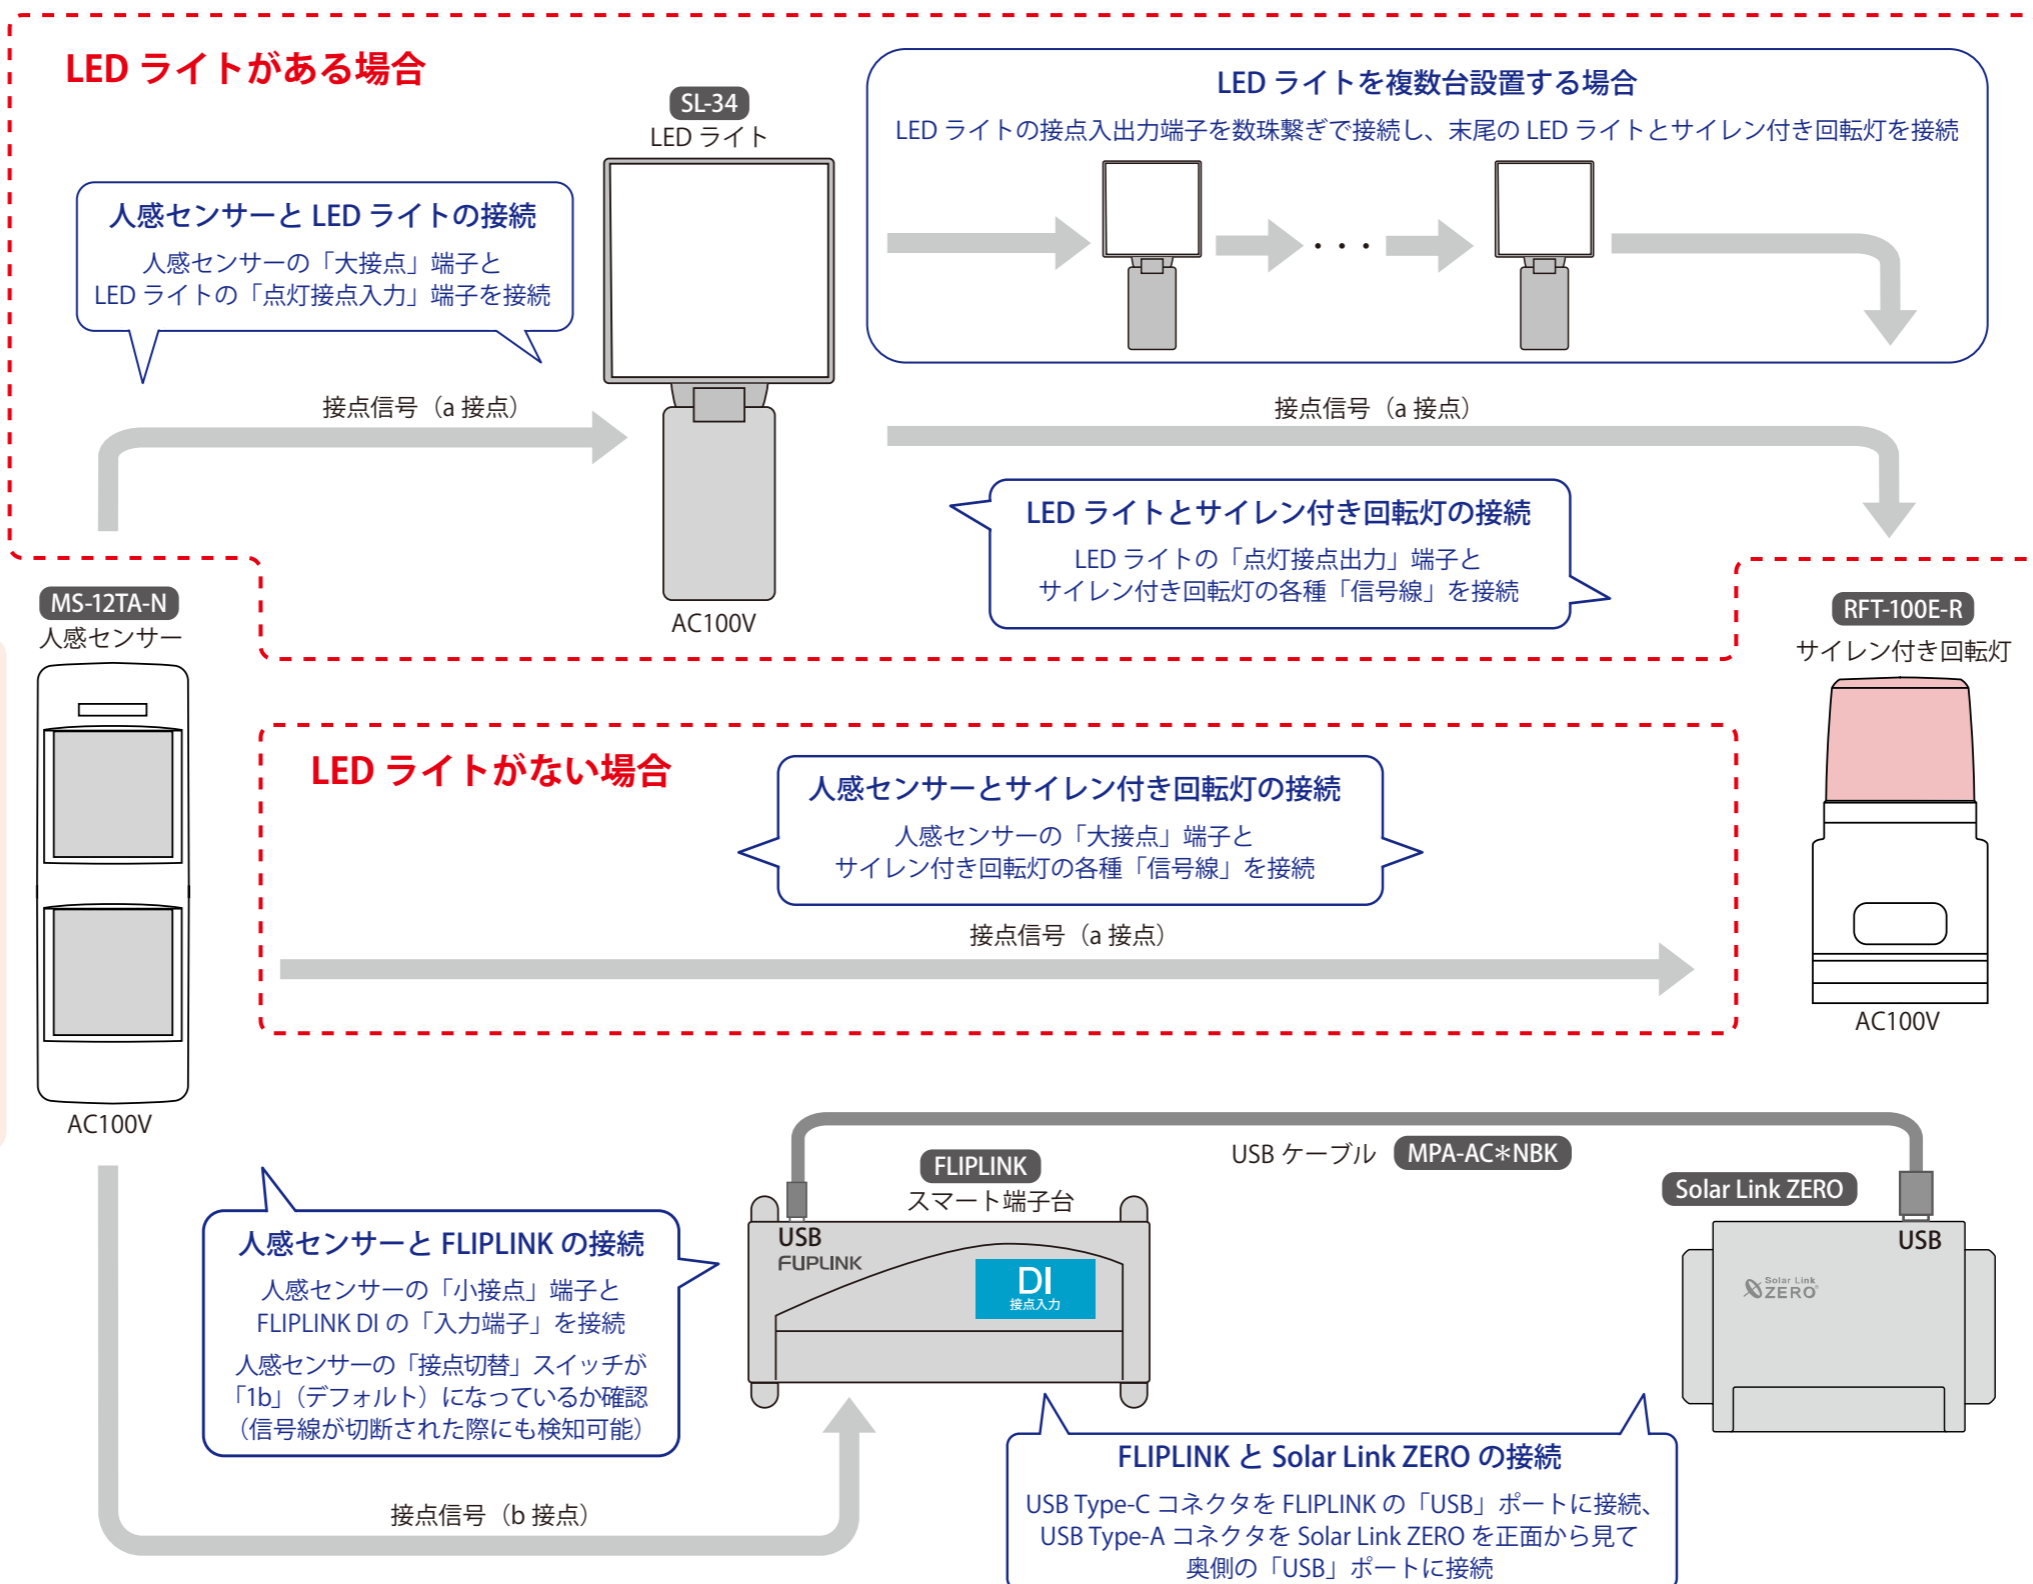 LED ライトがある場合
SL-34
LED ライト
LED ライトを複数台設置する場合
LED ライトの接点入出力端子を数珠繋ぎで接続し、末尾の LED ライトとサイレン付き回転灯を接続
・・・
人感センサーと LED ライトの接続
人感センサーの「大接点」端子と
LED ライトの「点灯接点入力」端子を接続
接点信号（a 接点）
接点信号（a 接点）
LED ライトとサイレン付き回転灯の接続
LED ライトの「点灯接点出力」端子と
サイレン付き回転灯の各種「信号線」を接続
AC100V
MS-12TA-N
人感センサー
RFT-100E-R
サイレン付き回転灯
LED ライトがない場合
人感センサーとサイレン付き回転灯の接続
人感センサーの「大接点」端子と
サイレン付き回転灯の各種「信号線」を接続
接点信号（a 接点）
AC100V
AC100V
USB ケーブル MPA-AC＊NBK
FLIPLINK
スマート端子台
Solar Link ZERO
USB
FLIPLINK
DI
接点入力
USB
Solar Link
ZERO
人感センサーと FLIPLINK の接続
人感センサーの「小接点」端子と
FLIPLINK DI の「入力端子」を接続
人感センサーの「接点切替」スイッチが
「1b」（デフォルト）になっているか確認
（信号線が切断された際にも検知可能）
接点信号（b 接点）
FLIPLINK と Solar Link ZERO の接続
USB Type-C コネクタを FLIPLINK の「USB」ポートに接続、
USB Type-A コネクタを Solar Link ZERO を正面から見て
奥側の「USB」ポートに接続